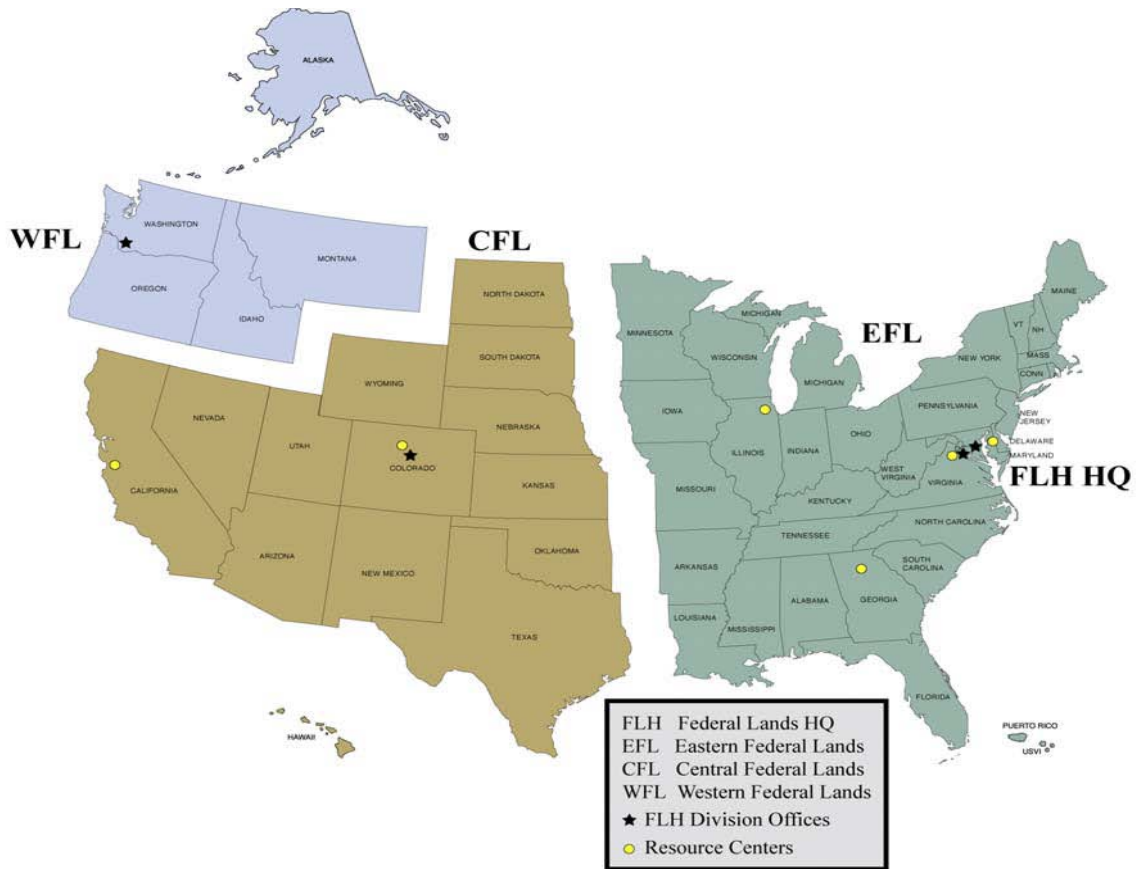 ALASKA
WFL
WASHINGTON
MONTANA
OREGON
IDAHO
CFL
NORTH DAKOTA
SOUTH DAKOTA
WYOMING
NEBRASKA
NEVADA
UTAH
COLORADO
KANSAS
CALIFORNIA
ARIZONA
NEW MEXICO
OKLAHOMA
TEXAS
HAWAII
EFL
MAINE
VT
NH
MASS
CONN
NEW YORK
MICHIGAN
MINNESOTA
WISCONSIN
MICHIGAN
PENNSYLVANIA
NEW
JERSEY
IOWA
OHIO
DELAWARE
MARYLAND
ILLINOIS
INDIANA
WEST
VIRGINIA
VIRGINIA
FLH HQ
MISSOURI
KENTUCKY
NORTH CAROLINA
TENNESSEE
SOUTH
CAROLINA
ARKANSAS
GEORGIA
ALABAMA
MISSISSIPPI
LOUISIANA
FLORIDA
PUERTO RICO
USVI
FLH Federal Lands HQ
EFL Eastern Federal Lands
CFL Central Federal Lands
WFL Western Federal Lands
FLH Division Offices
Resource Centers